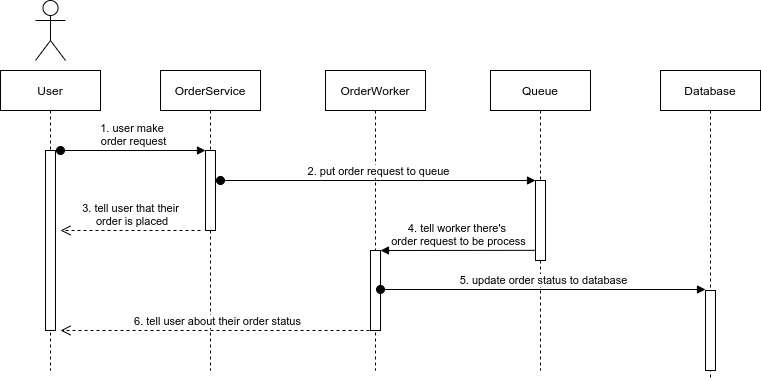 User
OrderService
OrderWorker
Queue
Database
1. user make
order request
2. put order request to queue
3. tell user that their
order is placed
4. tell worker there's
order request to be process
5. update order status to database
6. tell user about their order status